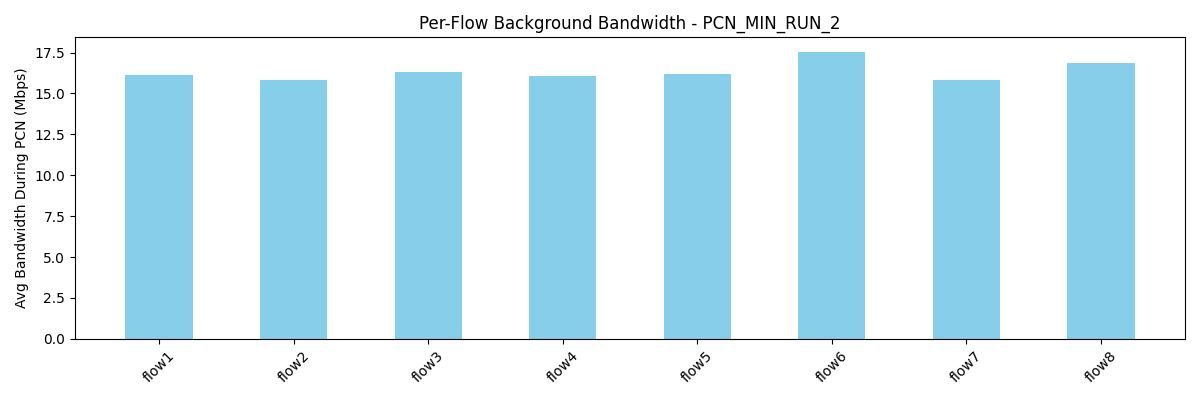 Per-Flow Background Bandwidth - PCN_MIN_RUN_2
Avg Bandwidth During PCN (Mbps)
17.5
15.0
12.5
10.0
7.5
5.0
2.5
0.0
flow1
flow2
flow3
flow4
flow5
flow6
flow7
flow8